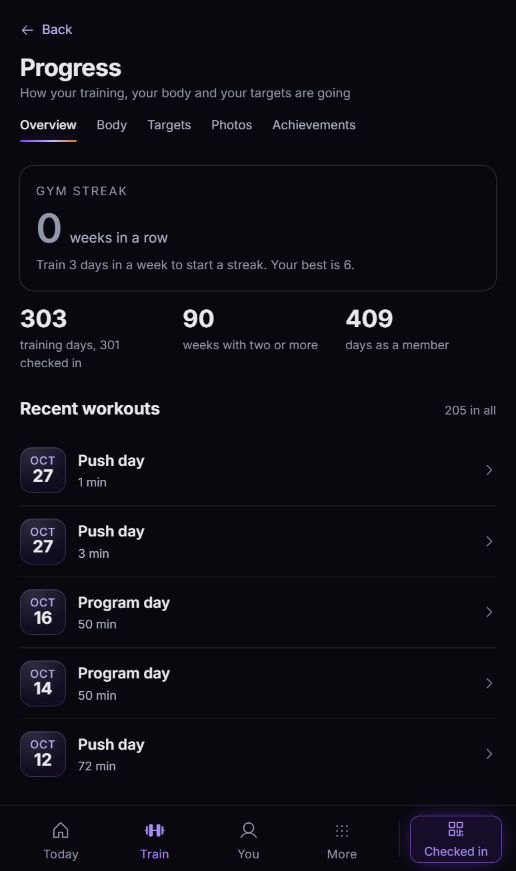 Back
Progress
How your training, your body and your targets are going
Overview Body Targets Photos Achievements
GYM STREAK
0 weeks in a row
Train 3 days in a week to start a streak. Your best is 6.
303 90 409
training days, 301 weeks with two or more days as a member
checked in
Recent workouts 205 in all
OCT
27
Push day
1 min
OCT
27
Push day
3 min
OCT
16
Program day
50 min
OCT
14
Program day
50 min
OCT
12
Push day
72 min
Today Train You More Checked in